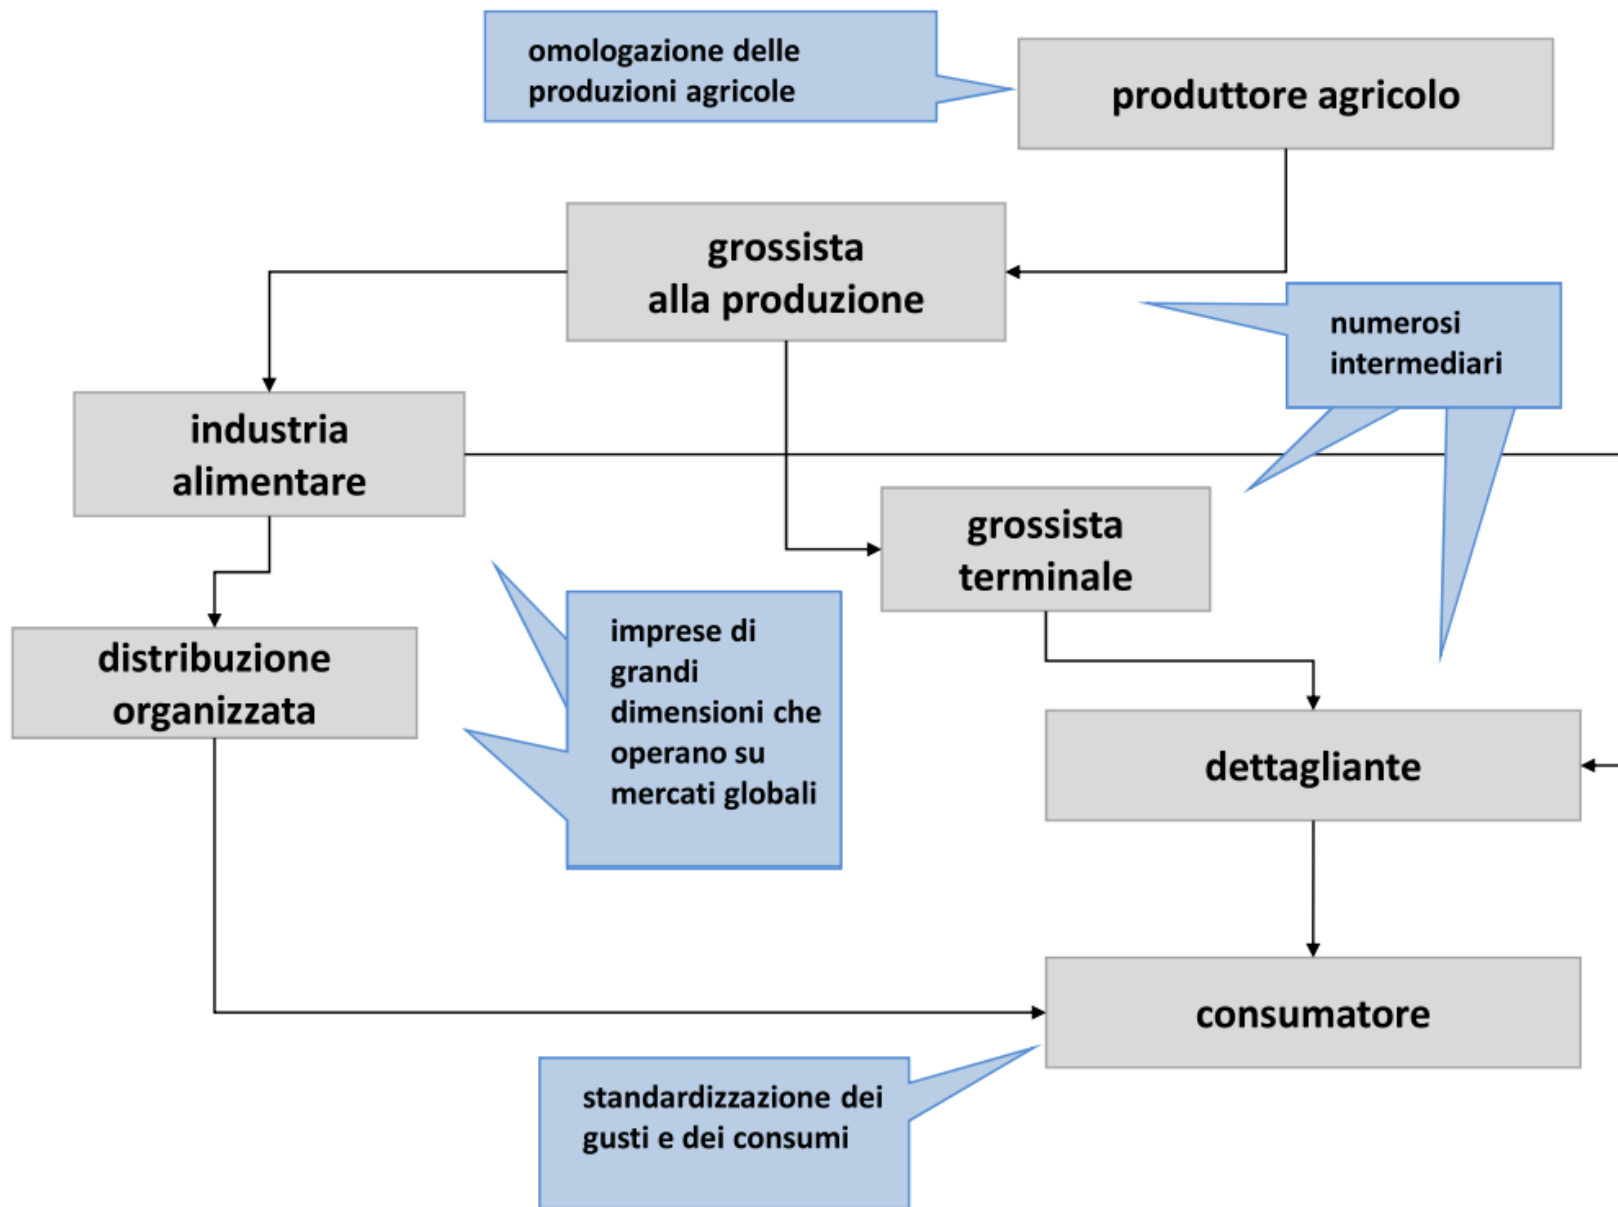 omologazione delle
produzioni agricole
produttore agricolo
grossista
alla produzione
numerosi
intermediari
industria
alimentare
grossista
terminale
imprese di
grandi
dimensioni che
operano su
mercati globali
distribuzione
organizzata
dettagliante
consumatore
standardizzazione dei
gusti e dei consumi